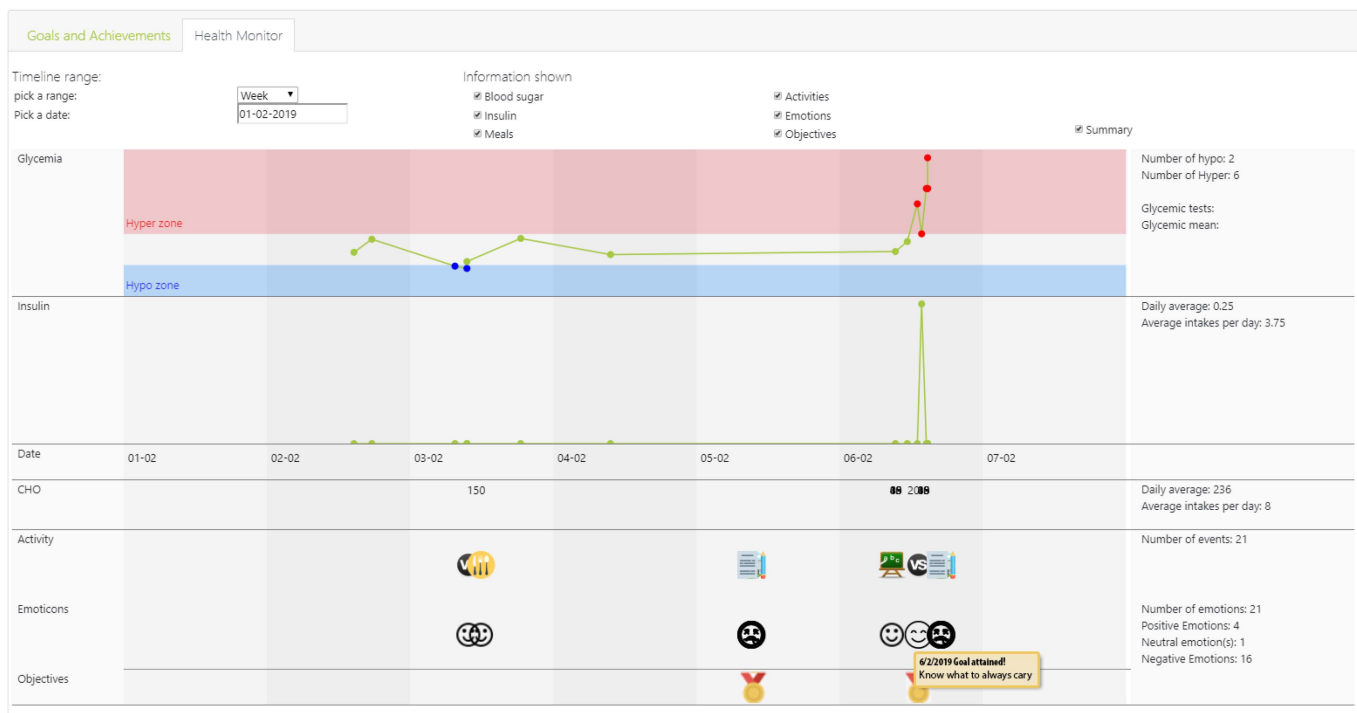 Goals and Achievements Health Monitor
Timeline range: Information shown
pick a range: Week Blood sugar Activities
Pick a date: 01-02-2019 Insulin Emotions
Meals Objectives Summary
Glycemia Number of hypo: 2
Number of Hyper: 6
Glycemic tests:
Hyper zone Glycemic mean:
Hypo zone
Insulin Daily average: 0.25
Average intakes per day: 3.75
Date 01-02 02-02 03-02 04-02 05-02 06-02 07-02
CHO 150 Daily average: 236
Average intakes per day: 8
Activity Number of events: 21
VS
Emoticons Number of emotions: 21
Positive Emotions: 4
Neutral emotion(s): 1
Negative Emotions: 16
6/2/2019 Goal attained!
Know what to always cary
Objectives